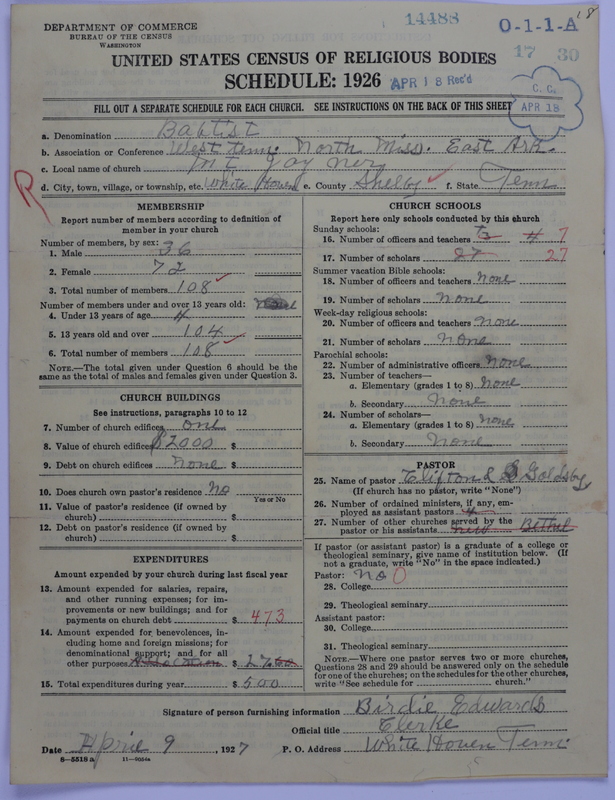 18
14488
O-1-1-A
17 30
DEPARTMENT OF COMMERCE
BUREAU OF THE CENSUS
WASHINGTON
UNITED STATES CENSUS OF RELIGIOUS BODIES
SCHEDULE: 1926
APR 18 Rec'd
C. C.
APR 18
FILL OUT A SEPARATE SCHEDULE FOR EACH CHURCH. SEE INSTRUCTIONS ON THE BACK OF THIS SHEET
a. Denomination Baptist
b. Association or Conference West tenn. North Miss. East Ark.
c. Local name of church Mt Joyner
d. City, town, village, or township, etc. White Haven e. County Shelby f. State Tenn
R
MEMBERSHIP
Report number of members according to definition of
member in your church
Number of members, by sex:
1. Male 36
2. Female 72
3. Total number of members 108
Number of members under and over 13 years old:
4. Under 13 years of age 4
5. 13 years old and over 104
6. Total number of members 108
NOTE.—The total given under Question 6 should be the
same as the total of males and females given under Question 3.
CHURCH BUILDINGS
See instructions, paragraphs 10 to 12
7. Number of church edifices one
8. Value of church edifices $2000 $
9. Debt on church edifices None $
10. Does church own pastor's residence No
Yes or No
11. Value of pastor's residence (if owned by
church) $
12. Debt on pastor's residence (if owned by
church) $
EXPENDITURES
Amount expended by your church during last fiscal year
13. Amount expended for salaries, repairs,
and other running expenses; for im-
provements or new buildings; and for
payments on church debt $ 473
14. Amount expended for benevolences, in-
cluding home and foreign missions; for
denominational support; and for all
other purposes $ 27
15. Total expenditures during year $ 500
CHURCH SCHOOLS
Report here only schools conducted by this church
Sunday schools:
16. Number of officers and teachers 4 7
17. Number of scholars 27 27
Summer vacation Bible schools:
18. Number of officers and teachers none
19. Number of scholars none
Week-day religious schools:
20. Number of officers and teachers none
21. Number of scholars none
Parochial schools:
22. Number of administrative officers none
23. Number of teachers—
a. Elementary (grades 1 to 8) none
b. Secondary none
24. Number of scholars—
a. Elementary (grades 1 to 8) none
b. Secondary none
PASTOR
25. Name of pastor Clifton
(If church has no pastor, write "None")
26. Number of ordained ministers, if any, em-
ployed as assistant pastors 4
27. Number of other churches served by the
pastor or his assistants new Bethel
If pastor (or assistant pastor) is a graduate of a college or
theological seminary, give name of institution below. (If
not a graduate, write "No" in the space indicated.)
Pastor: No O
28. College
29. Theological seminary
Assistant pastor:
30. College
31. Theological seminary
NOTE.—Where one pastor serves two or more churches,
Questions 28 and 29 should be answered only on the schedule
for one of the churches; on the schedules for the other churches,
write "See schedule for church."
Signature of person furnishing information Birdie Edwards
Official title Clerke
Date Aprie 9, 1927 P. O. Address White Hoven Tenn
8—5518a 11—9054a